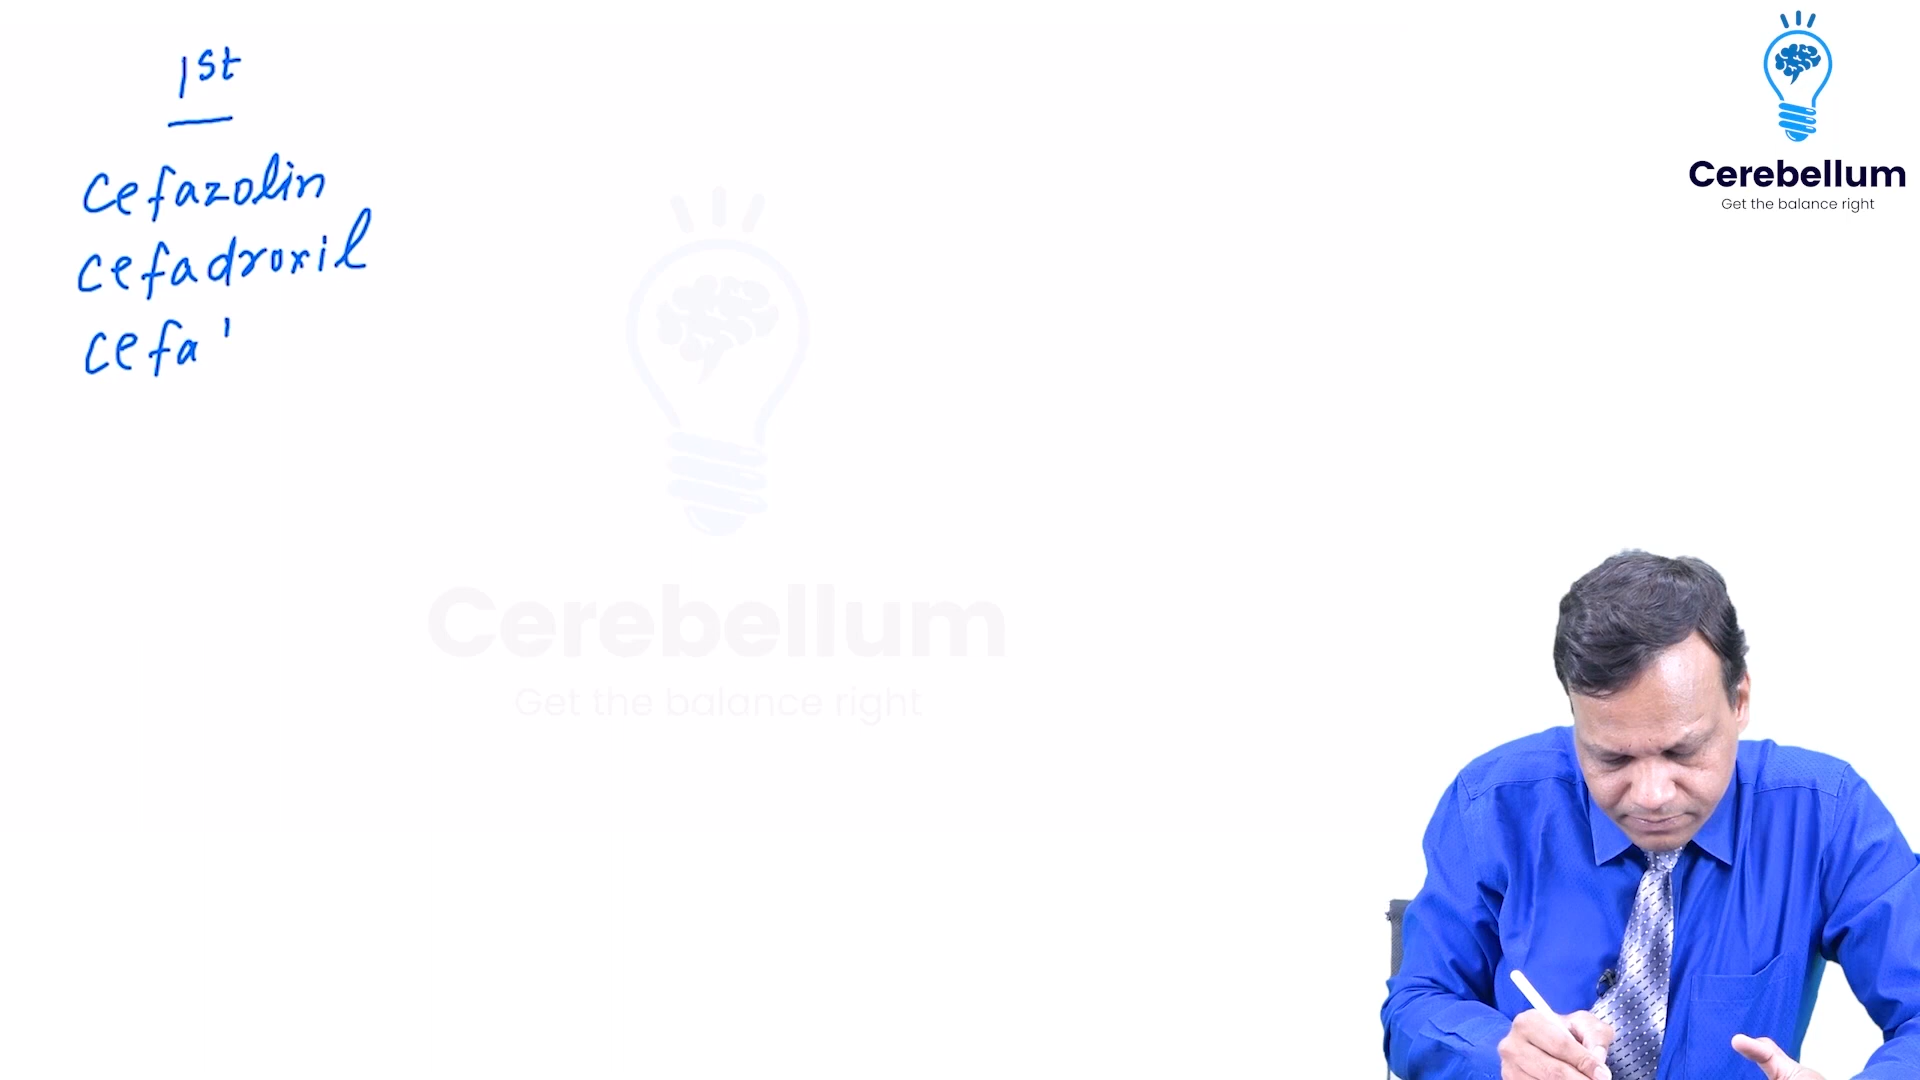 1st
Cefazolin
Cefadroxil
Cefa
Cerebellum
Get the balance right
Cerebellum
Get the balance right